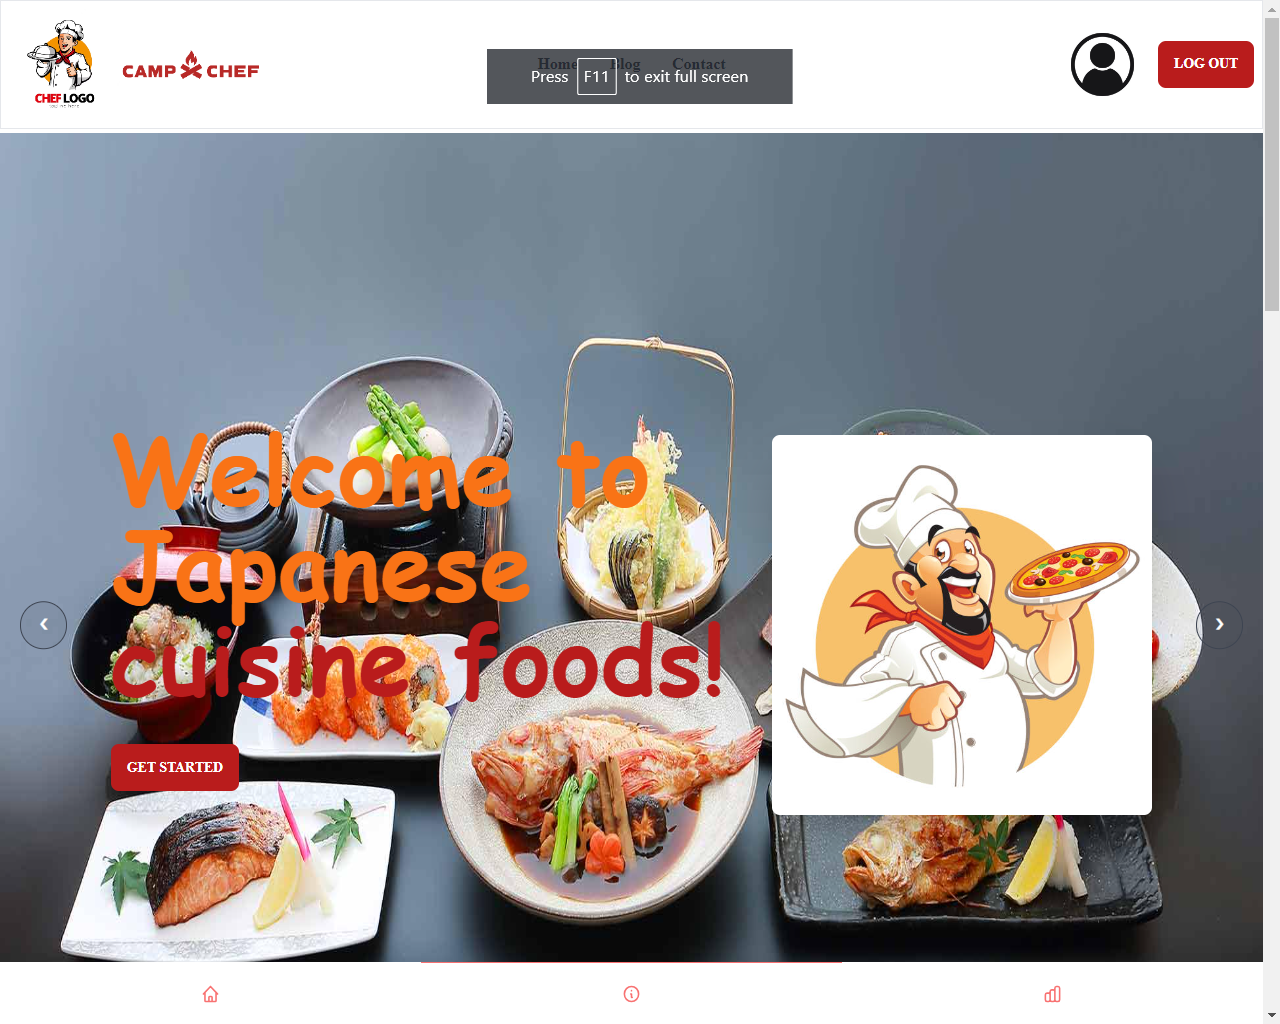 CHEF LOGO
CAMP CHEF
Home Blog Contact
Press F11 to exit full screen
LOG OUT
Welcome to
Japanese
cuisine foods!
GET STARTED